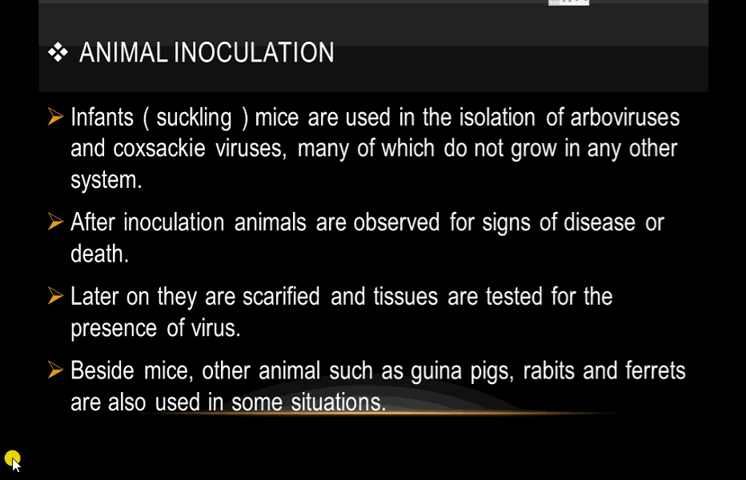 ❖ ANIMAL INOCULATION
➢ Infants ( suckling ) mice are used in the isolation of arboviruses
and coxsackie viruses, many of which do not grow in any other
system.
➢ After inoculation animals are observed for signs of disease or
death.
➢ Later on they are scarified and tissues are tested for the
presence of virus.
➢ Beside mice, other animal such as guina pigs, rabits and ferrets
are also used in some situations.